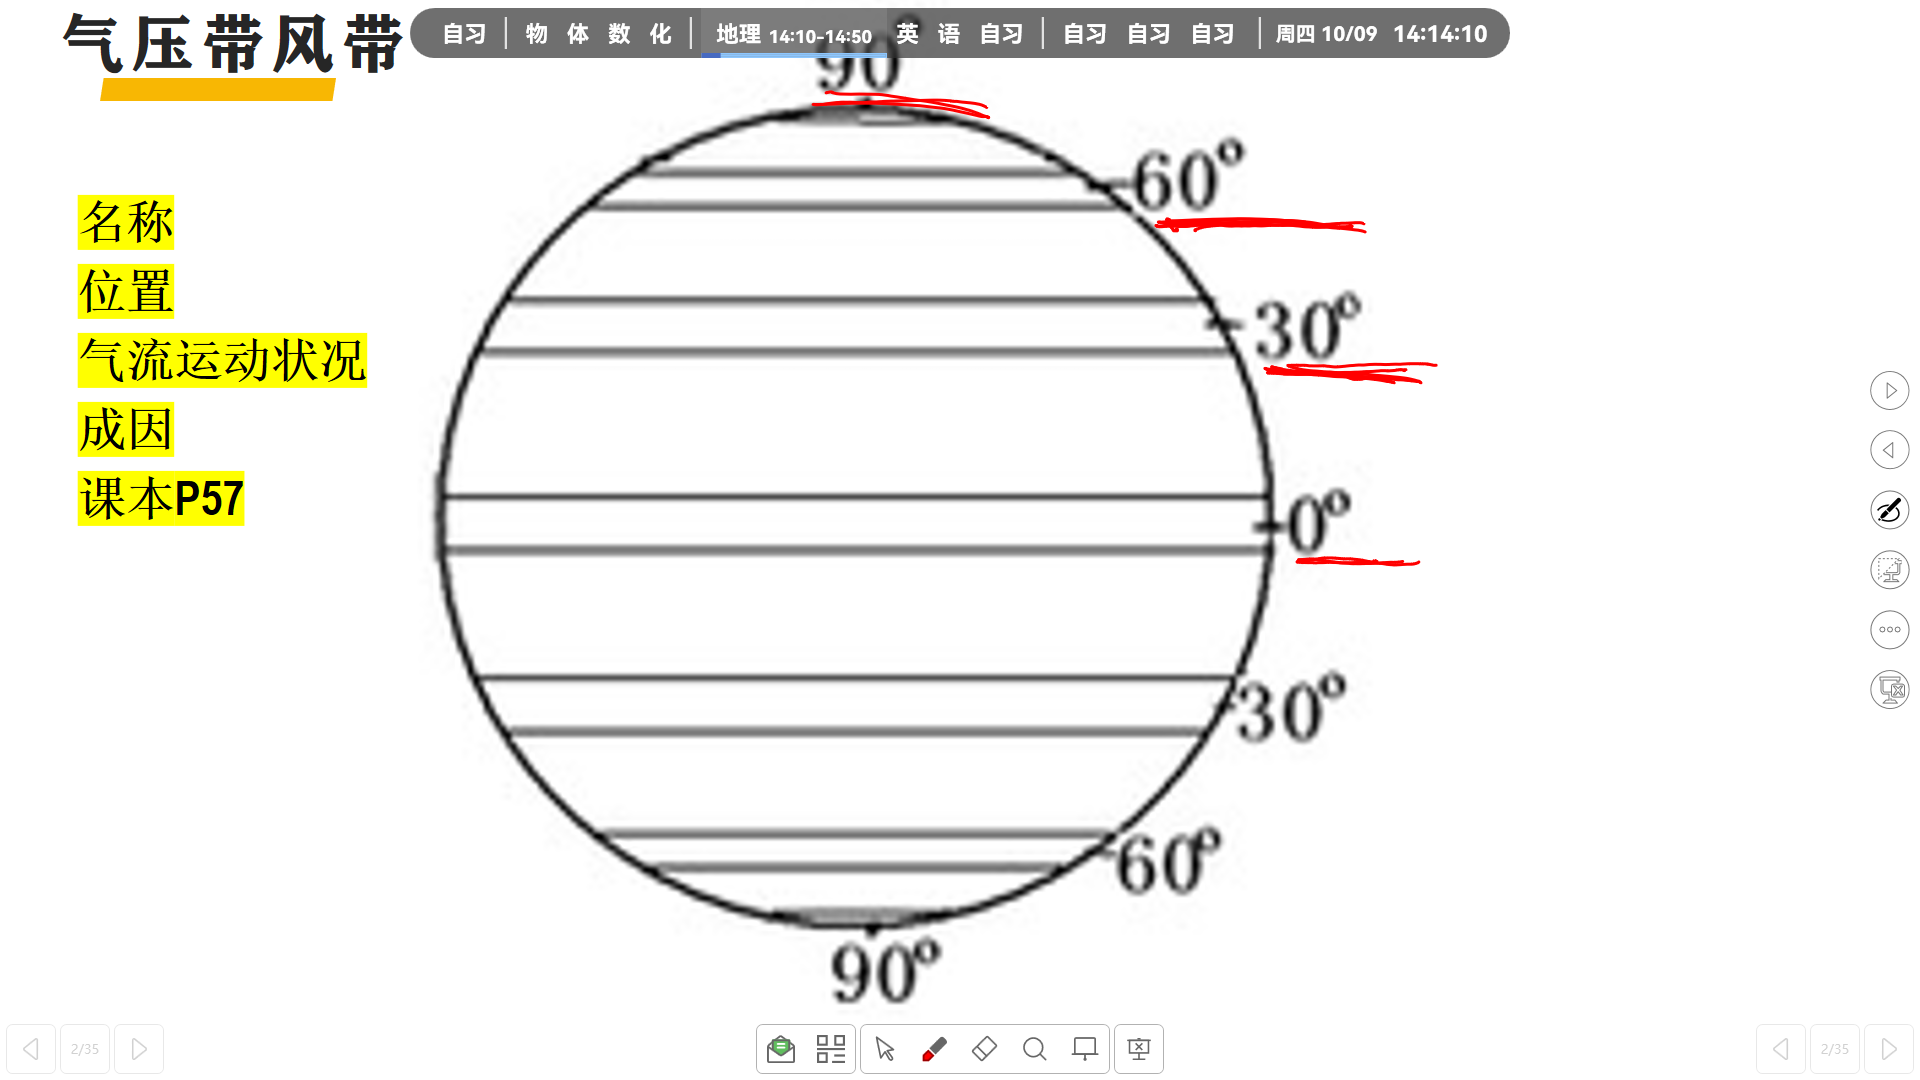 气压带风带
自习 | 物 体 数 化 | 地理 14:10-14:50 英 语 自习 | 自习 自习 自习 | 周四 10/09 14:14:10
90
60°
名称
位置
30°
气流运动状况
成因
课本P57
0°
30°
60°
90°
2/35
2/35